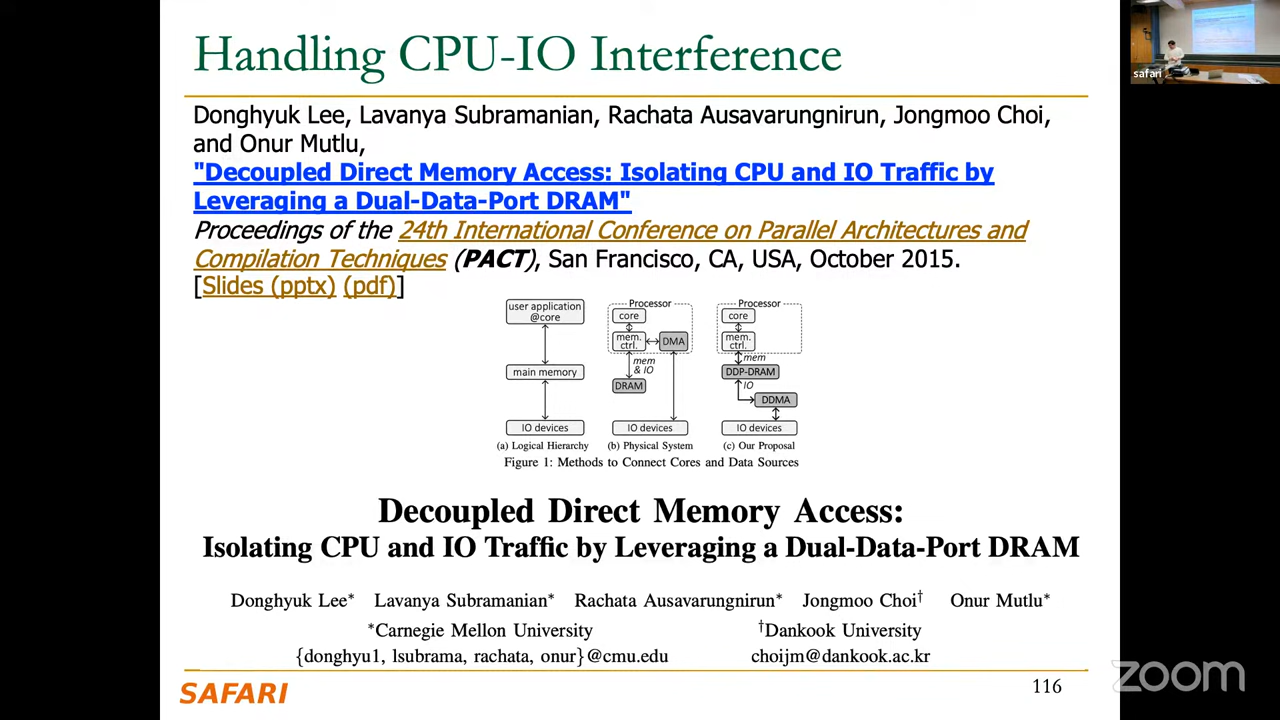 Handling CPU-IO Interference
Donghyuk Lee, Lavanya Subramanian, Rachata Ausavarungnirun, Jongmoo Choi,
and Onur Mutlu,
"Decoupled Direct Memory Access: Isolating CPU and IO Traffic by
Leveraging a Dual-Data-Port DRAM"
Proceedings of the 24th International Conference on Parallel Architectures and
Compilation Techniques (PACT), San Francisco, CA, USA, October 2015.
[Slides (pptx) (pdf)]
user application
@core
main memory
IO devices
(a) Logical Hierarchy
Processor
core
mem.
ctrl.
DMA
mem
& IO
DRAM
IO devices
(b) Physical System
Processor
core
mem.
ctrl.
mem
DDP-DRAM
IO
DDMA
IO devices
(c) Our Proposal
Figure 1: Methods to Connect Cores and Data Sources
Decoupled Direct Memory Access:
Isolating CPU and IO Traffic by Leveraging a Dual-Data-Port DRAM
Donghyuk Lee* Lavanya Subramanian* Rachata Ausavarungnirun* Jongmoo Choi† Onur Mutlu*
*Carnegie Mellon University †Dankook University
{donghyu1, lsubrama, rachata, onur}@cmu.edu choijm@dankook.ac.kr
SAFARI
116
safari
zoom